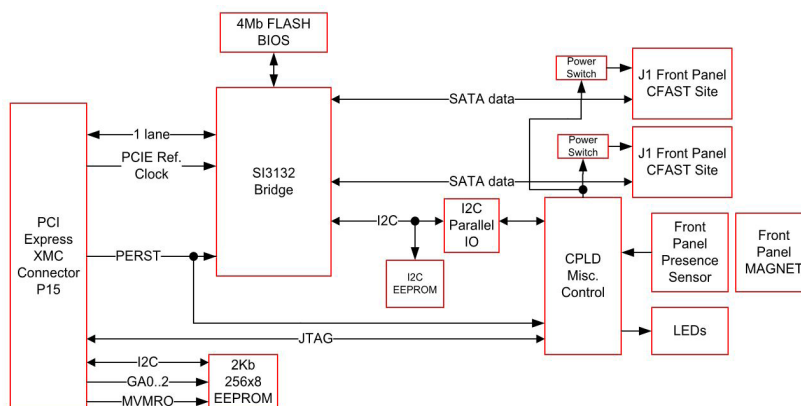 4Mb FLASH
BIOS
Power
Switch
J1 Front Panel
CFAST Site
SATA data
1 lane
PCIE Ref.
Clock
SI3132
Bridge
Power
Switch
J1 Front Panel
CFAST Site
SATA data
I2C
I2C
Parallel
IO
PCI
Express
XMC
Connector
P15
PERST
I2C
EEPROM
CPLD
Misc.
Control
Front
Panel
Presence
Sensor
Front
Panel
MAGNET
JTAG
LEDs
I2C
GA0..2
MVMRO
2Kb
256x8
EEPROM